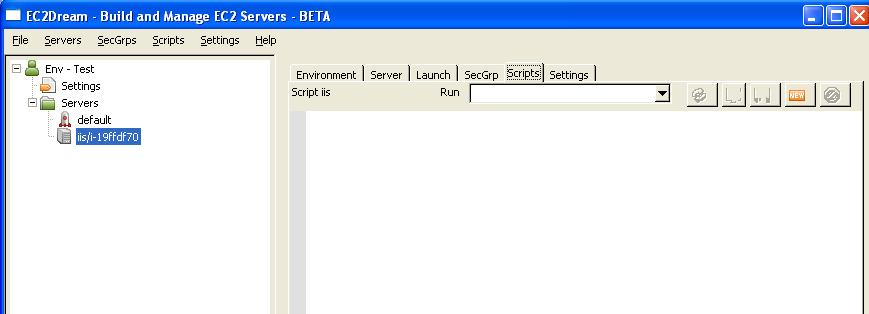 EC2Dream - Build and Manage EC2 Servers - BETA
File Servers SecGrps Scripts Settings Help
Env - Test
Settings
Servers
default
iis/i-19ffdf70
Environment Server Launch SecGrp Scripts Settings
Script iis Run NEW